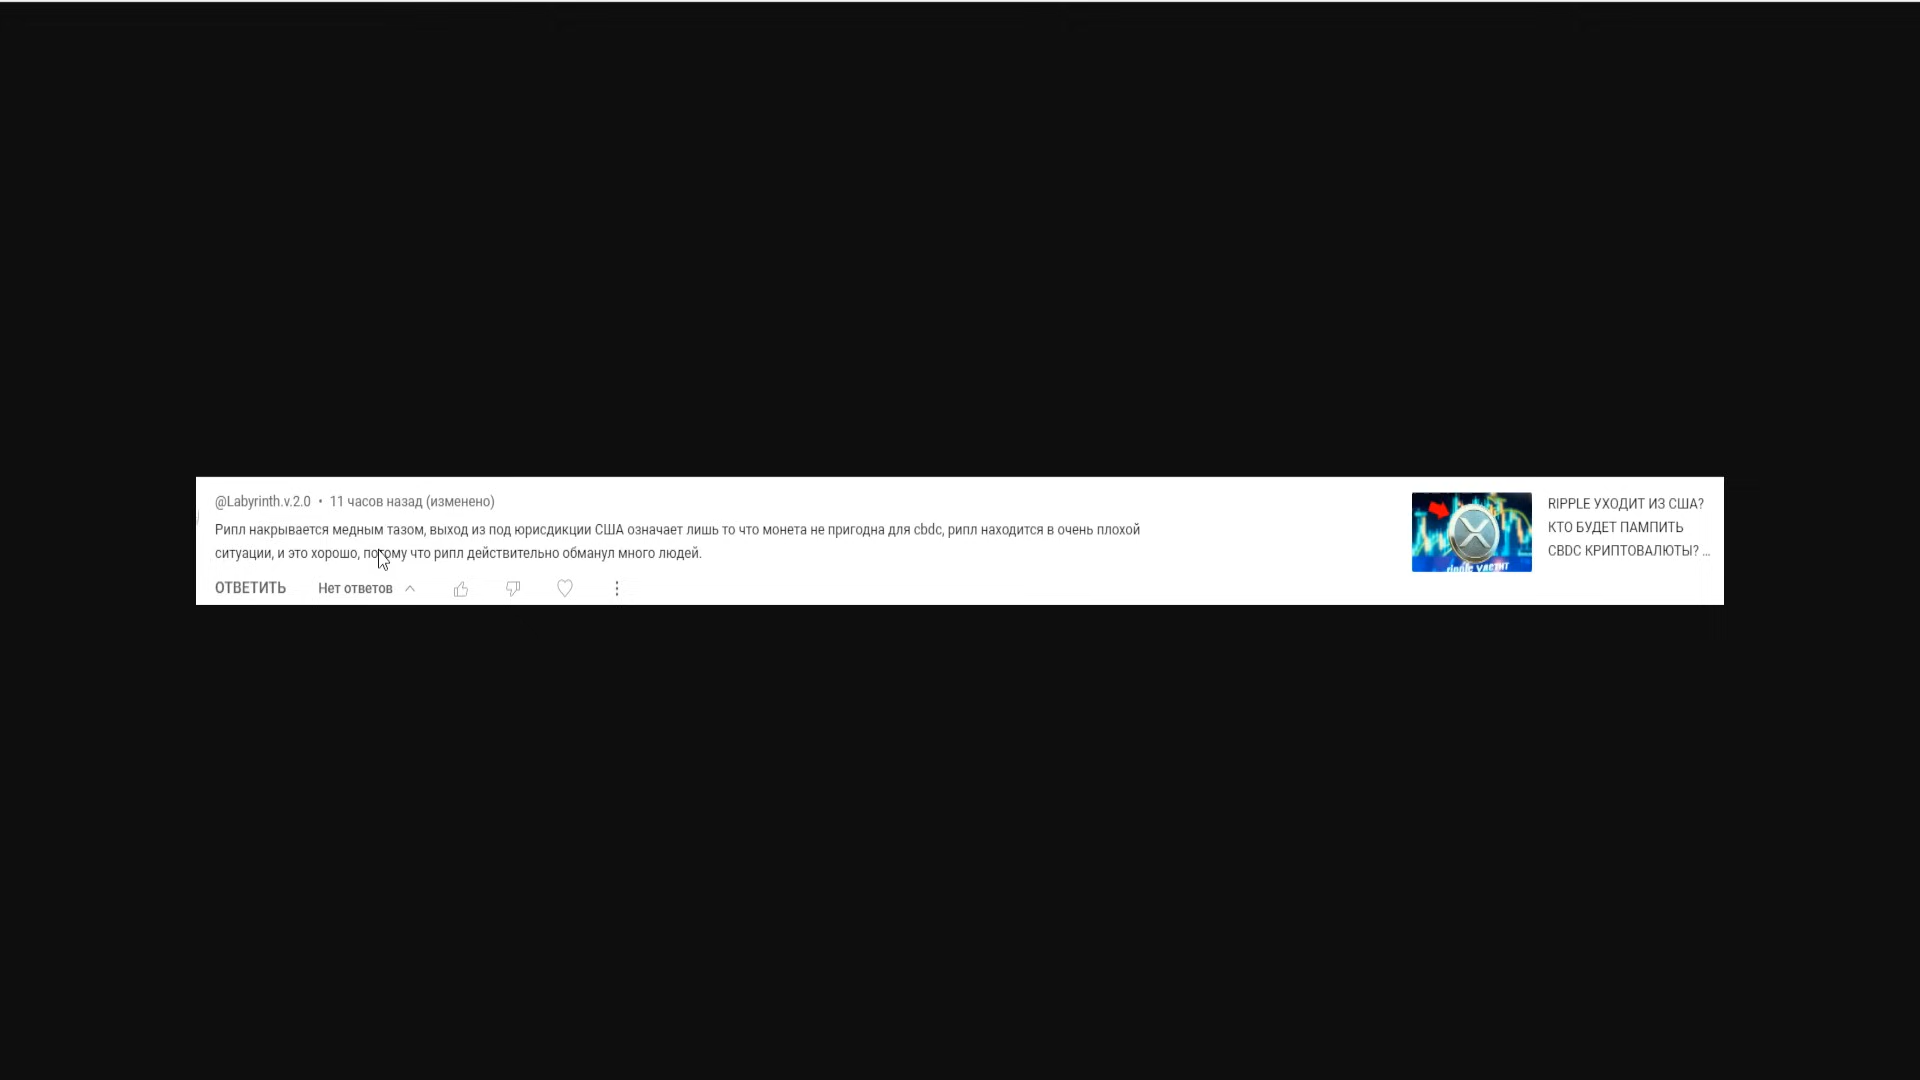 @Labyrinth.v.2.0 • 11 часов назад (изменено)
Рипл накрывается медным тазом, выход из под юрисдикции США означает лишь то что монета не пригодна для cbdc, рипл находится в очень плохой
ситуации, и это хорошо, потому что рипл действительно обманул много людей.
ОТВЕТИТЬ Нет ответов
RIPPLE УХОДИТ ИЗ США?
КТО БУДЕТ ПАМПИТЬ
CBDC КРИПТОВАЛЮТЫ? ...